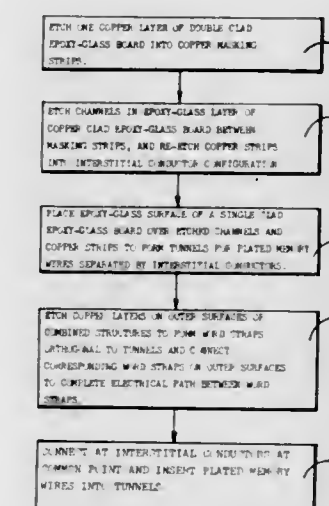 ETCH ONE COPPER LAYER OF DOUBLE CLAD
EPOXY-GLASS BOARD INTO COPPER MASKING
STRIPS.
ETCH CHANNELS IN EPOXY-GLASS LAYER OF
COPPER CLAD EPOXY-GLASS BOARD BETWEEN
MASKING STRIPS, AND RE-ETCH COPPER STRIPS
INTO INTERSTITIAL CONDUCTOR CONFIGURATION
PLACE EPOXY-GLASS SURFACE OF A SINGLE CLAD
EPOXY-GLASS BOARD OVER ETCHED CHANNELS AND
COPPER STRIPS TO FORM TUNNELS FOR PLATED MEMORY
WIRES SEPARATED BY INTERSTITIAL CONDUCTORS.
ETCH COPPER LAYERS ON OUTER SURFACES OF
COMBINED STRUCTURES TO FORM WORD STRAPS
ORTHOGONAL TO TUNNELS AND CONNECT
CORRESPONDING WORD STRAPS ON OUTER SURFACES
TO COMPLETE ELECTRICAL PATH BETWEEN WORD
STRAPS.
CONNECT AT INTERSTITIAL CONDUCTORS AT
COMMON POINT AND INSERT PLATED MEMORY
WIRES INTO TUNNELS